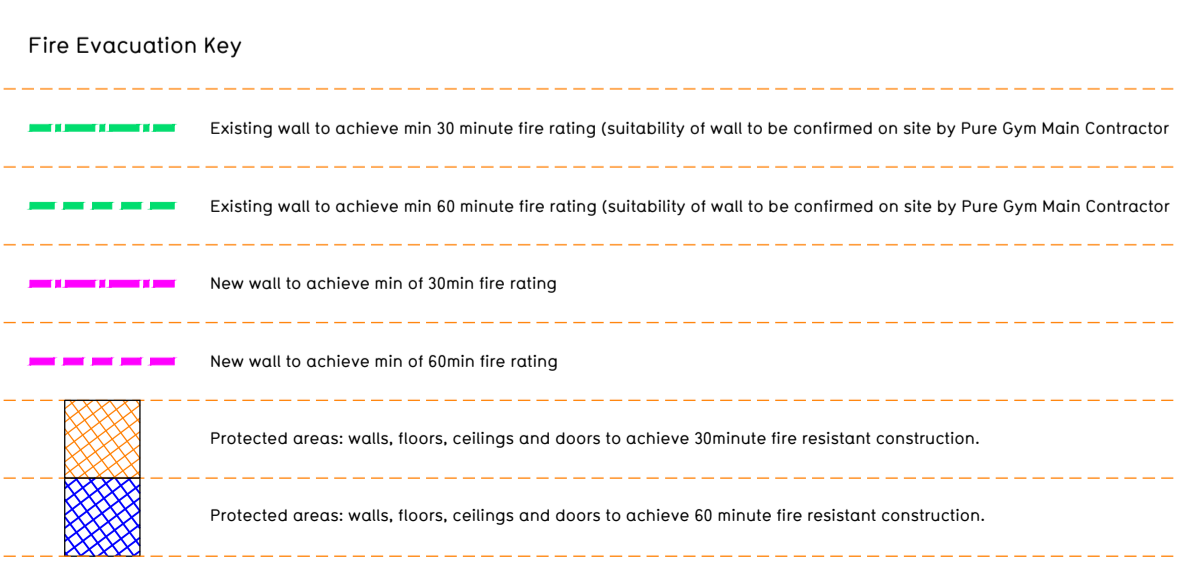 Fire Evacuation Key
Existing wall to achieve min 30 minute fire rating (suitability of wall to be confirmed on site by Pure Gym Main Contractor
Existing wall to achieve min 60 minute fire rating (suitability of wall to be confirmed on site by Pure Gym Main Contractor
New wall to achieve min of 30min fire rating
New wall to achieve min of 60min fire rating
Protected areas: walls, floors, ceilings and doors to achieve 30minute fire resistant construction.
Protected areas: walls, floors, ceilings and doors to achieve 60 minute fire resistant construction.